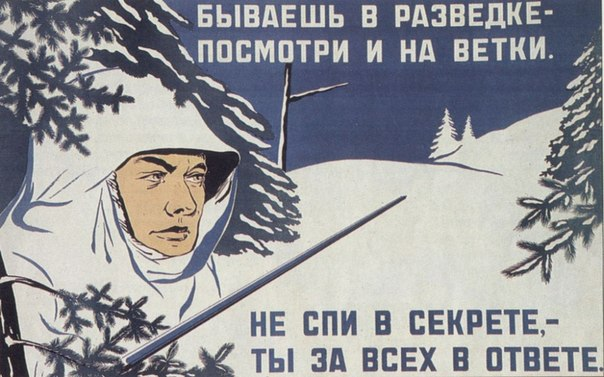 БЫВАЕШЬ В РАЗВЕДКЕ-
ПОСМОТРИ И НА ВЕТКИ.
НЕ СПИ В СЕКРЕТЕ,-
ТЫ ЗА ВСЕХ В ОТВЕТЕ.